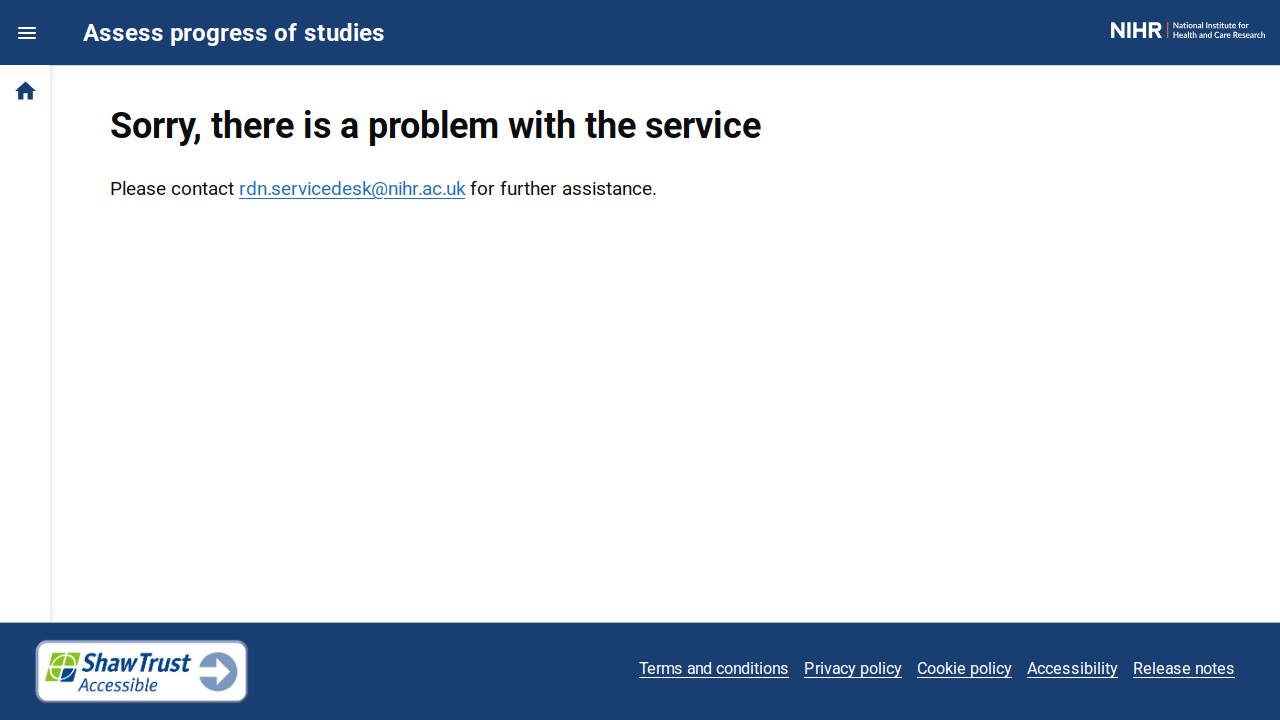 Assess progress of studies
NIHR | National Institute for
Health and Care Research
Sorry, there is a problem with the service
Please contact rdn.servicedesk@nihr.ac.uk for further assistance.
ShawTrust
Accessible
Terms and conditions Privacy policy Cookie policy Accessibility Release notes